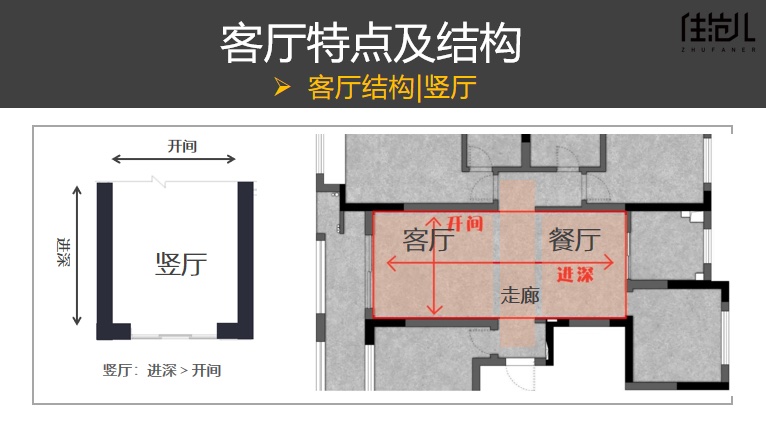 客厅特点及结构
住范儿
ZHUFANER
客厅结构|竖厅
开间
进深
竖厅
竖厅：进深＞开间
开间
客厅
餐厅
进深
走廊